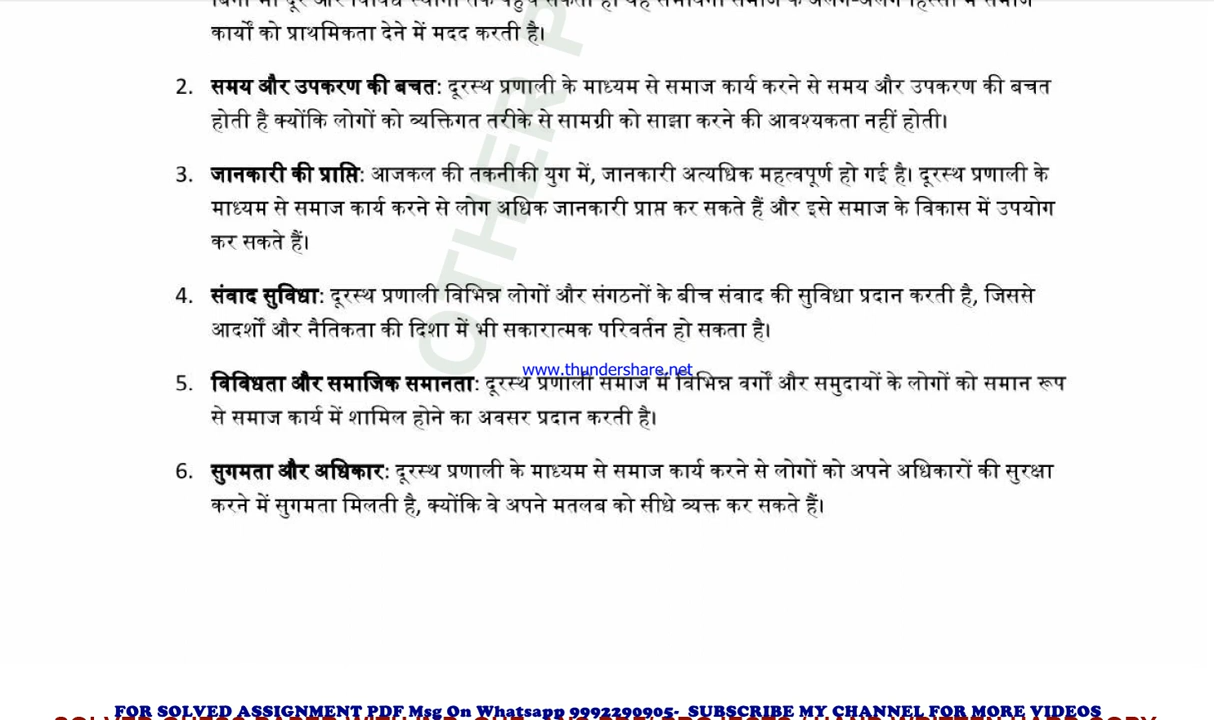 कार्यों को प्राथमिकता देने में मदद करती है।
2. समय और उपकरण की बचत: दूरस्थ प्रणाली के माध्यम से समाज कार्य करने से समय और उपकरण की बचत
होती है क्योंकि लोगों को व्यक्तिगत तरीके से सामग्री को साझा करने की आवश्यकता नहीं होती।
3. जानकारी की प्राप्ति: आजकल की तकनीकी युग में, जानकारी अत्यधिक महत्वपूर्ण हो गई है। दूरस्थ प्रणाली के
माध्यम से समाज कार्य करने से लोग अधिक जानकारी प्राप्त कर सकते हैं और इसे समाज के विकास में उपयोग
कर सकते हैं।
4. संवाद सुविधा: दूरस्थ प्रणाली विभिन्न लोगों और संगठनों के बीच संवाद की सुविधा प्रदान करती है, जिससे
आदर्शों और नैतिकता की दिशा में भी सकारात्मक परिवर्तन हो सकता है।
www.thundershare.net
5. विविधता और समाजिक समानता: दूरस्थ प्रणाली समाज में विभिन्न वर्गों और समुदायों के लोगों को समान रूप
से समाज कार्य में शामिल होने का अवसर प्रदान करती है।
6. सुगमता और अधिकार: दूरस्थ प्रणाली के माध्यम से समाज कार्य करने से लोगों को अपने अधिकारों की सुरक्षा
करने में सुगमता मिलती है, क्योंकि वे अपने मतलब को सीधे व्यक्त कर सकते हैं।
OTHER P
FOR SOLVED ASSIGNMENT PDF Msg On Whatsapp 9992290905- SUBSCRIBE MY CHANNEL FOR MORE VIDEOS